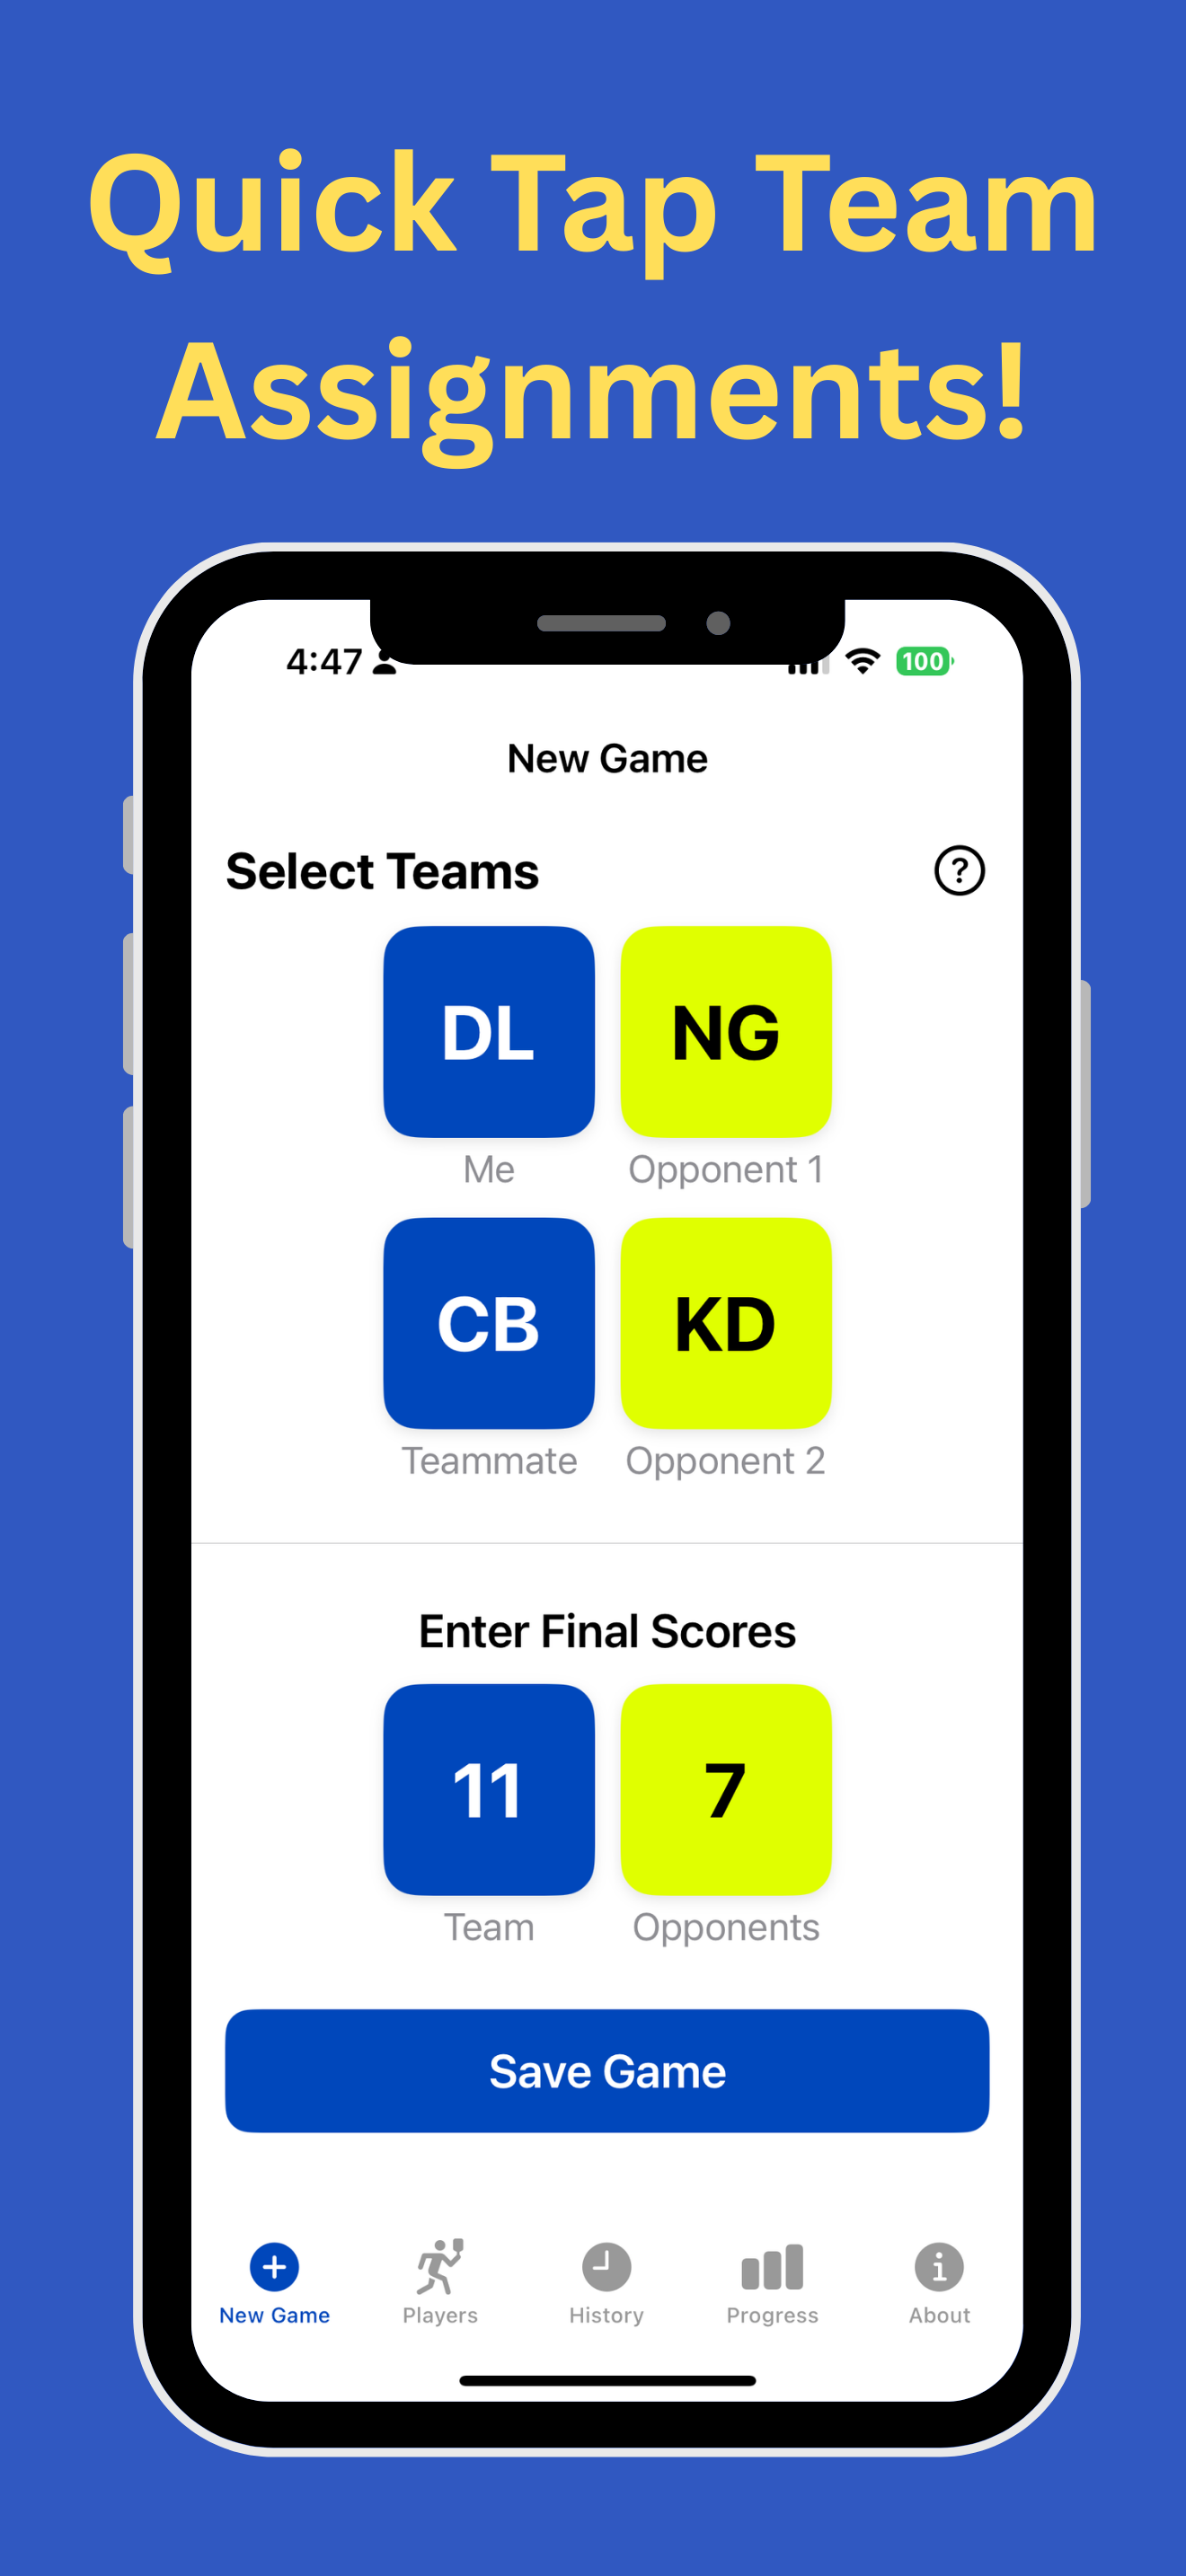 Quick Tap Team
Assignments!
4:47
100
New Game
Select Teams
?
DL
NG
Me
Opponent 1
CB
KD
Teammate
Opponent 2
Enter Final Scores
11
7
Team
Opponents
Save Game
New Game
Players
History
Progress
About